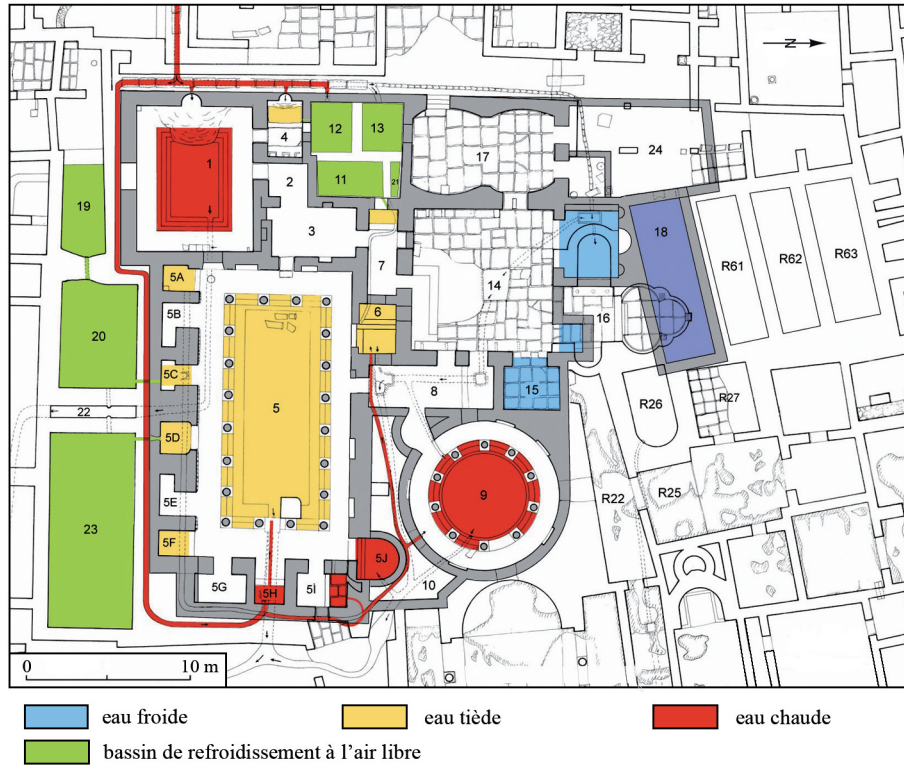 N
12 13 17 24
1 4
2 11 21
19 3 18 R61 R62 R63
7 14
5A
5B 6 16
20 5C
8 15 R26 R27
22 5
5D
23 5E 9 R22 R25
5F 5J
5G 5H 5I 10
0 10 m
eau froide eau tiède eau chaude
bassin de refroidissement à l’air libre